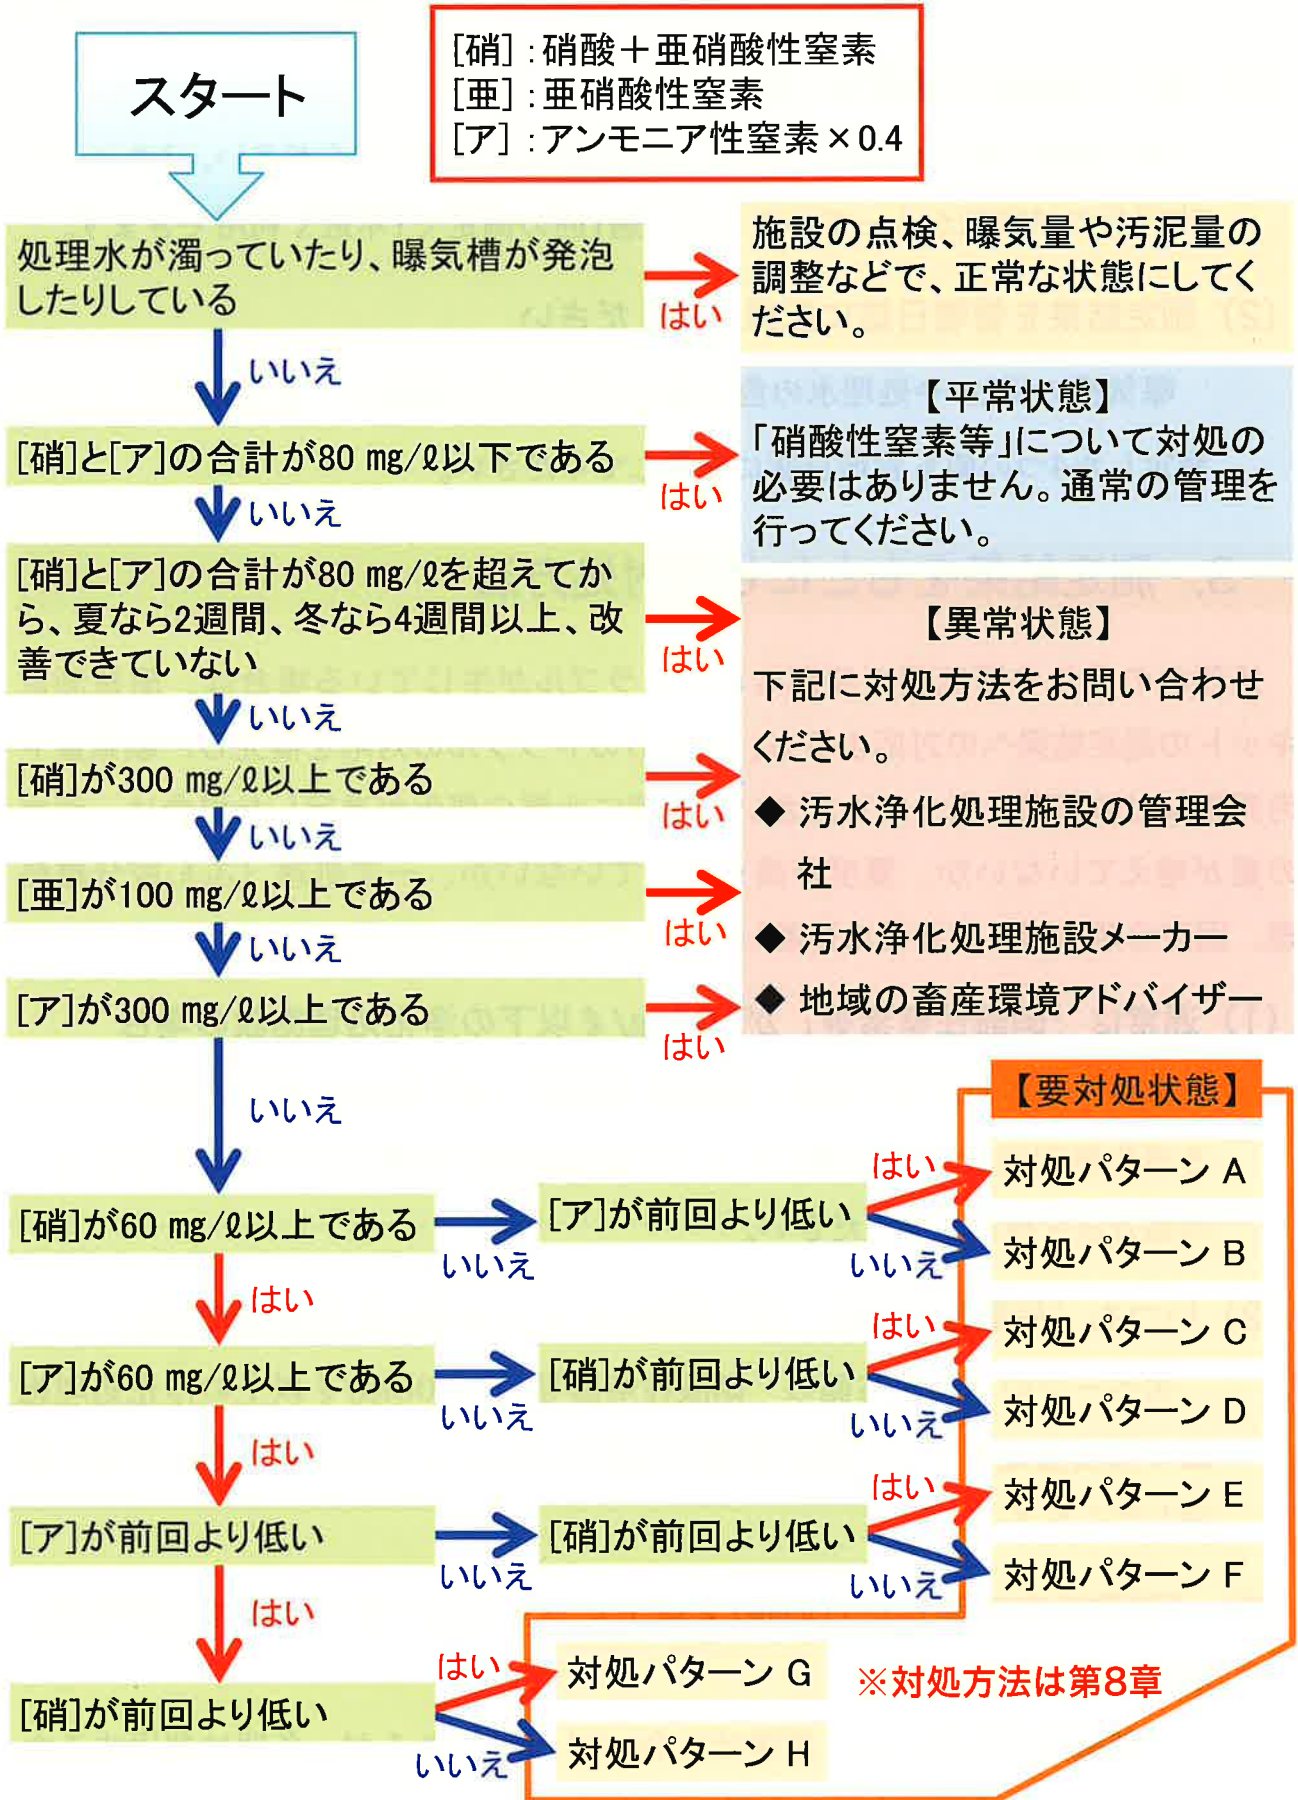 スタート
[硝]:硝酸+亜硝酸性窒素
[亜]:亜硝酸性窒素
[ア]:アンモニア性窒素×0.4
処理水が濁っていたり、曝気槽が発泡
したりしている
はい
施設の点検、曝気量や汚泥量の
調整などで、正常な状態にしてく
ださい。
いいえ
[硝]と[ア]の合計が80 mg/ℓ以下である
はい
【平常状態】
「硝酸性窒素等」について対処の
必要はありません。通常の管理を
行ってください。
いいえ
[硝]と[ア]の合計が80 mg/ℓを超えてか
ら、夏なら2週間、冬なら4週間以上、改
善できていない
はい
いいえ
[硝]が300 mg/ℓ以上である
はい
いいえ
[亜]が100 mg/ℓ以上である
はい
いいえ
[ア]が300 mg/ℓ以上である
はい
【異常状態】
下記に対処方法をお問い合わせ
ください。
◆ 汚水浄化処理施設の管理会
社
◆ 汚水浄化処理施設メーカー
◆ 地域の畜産環境アドバイザー
いいえ
【要対処状態】
[硝]が60 mg/ℓ以上である
いいえ
[ア]が前回より低い
はい
対処パターン A
いいえ
対処パターン B
はい
[ア]が60 mg/ℓ以上である
いいえ
[硝]が前回より低い
はい
対処パターン C
いいえ
対処パターン D
はい
[ア]が前回より低い
いいえ
[硝]が前回より低い
はい
対処パターン E
いいえ
対処パターン F
はい
[硝]が前回より低い
はい
対処パターン G
いいえ
対処パターン H
※対処方法は第8章